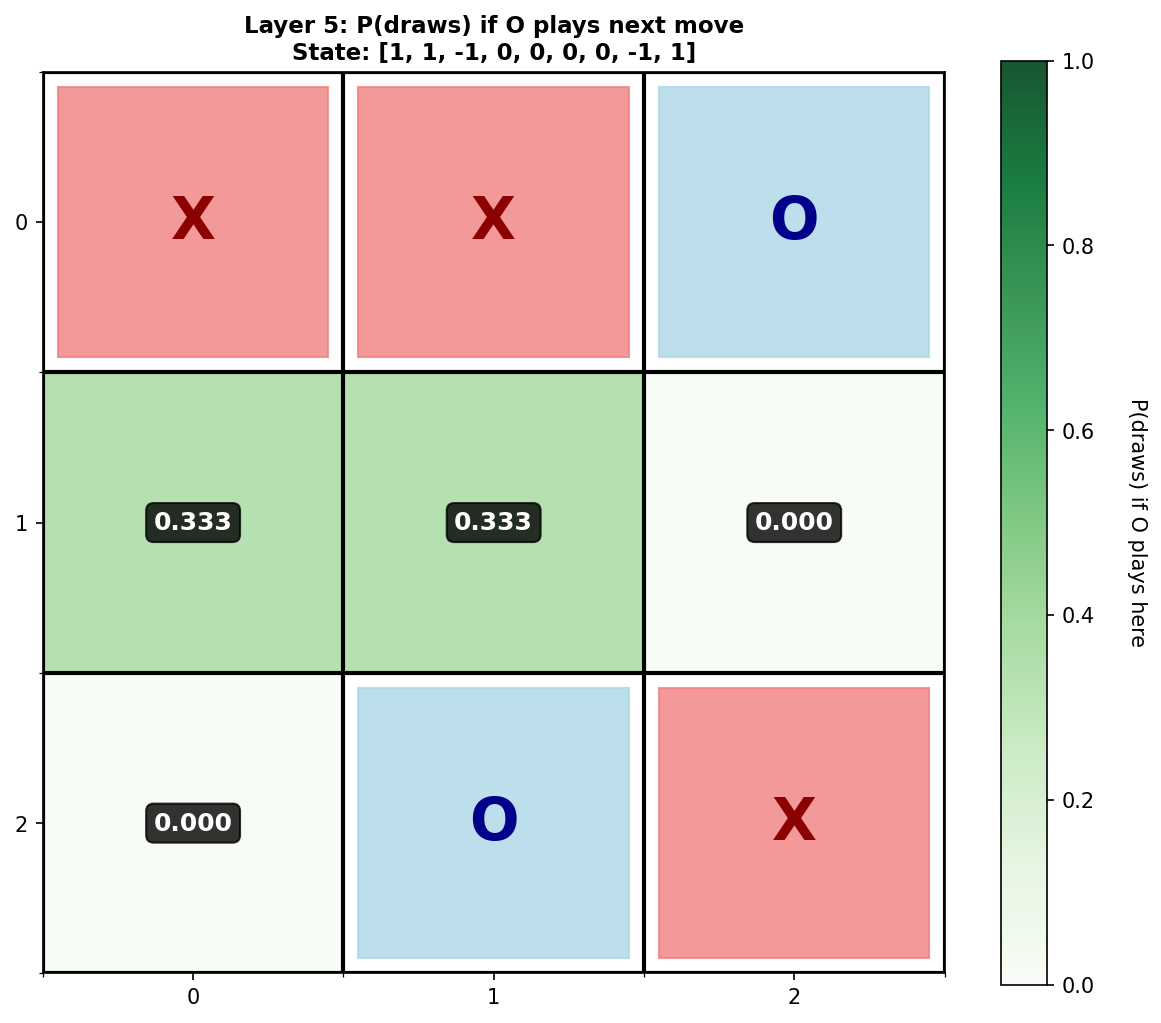 Layer 5: P(draws) if O plays next move
State: [1, 1, -1, 0, 0, 0, 0, -1, 1]
0
X
X
O
1
0.333
0.333
0.000
2
0.000
O
X
0
1
2
1.0
0.8
0.6
0.4
0.2
0.0
P(draws) if O plays here